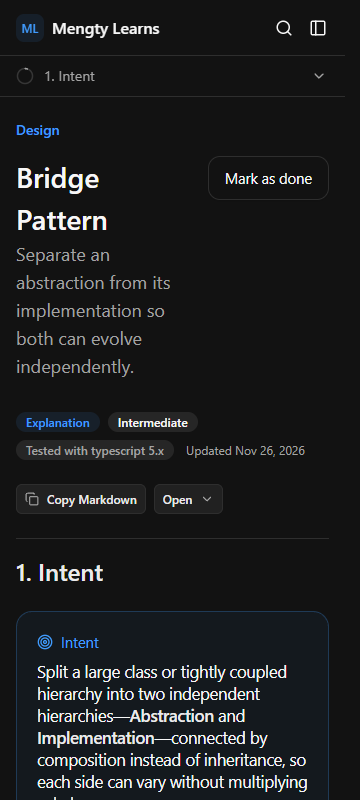 ML Mengty Learns
1. Intent
Design
Bridge
Pattern
Mark as done
Separate an
abstraction from its
implementation so
both can evolve
independently.
Explanation Intermediate
Tested with typescript 5.x Updated Nov 26, 2026
Copy Markdown Open
1. Intent
Intent
Split a large class or tightly coupled
hierarchy into two independent
hierarchies—Abstraction and
Implementation—connected by
composition instead of inheritance, so
each side can vary without multiplying